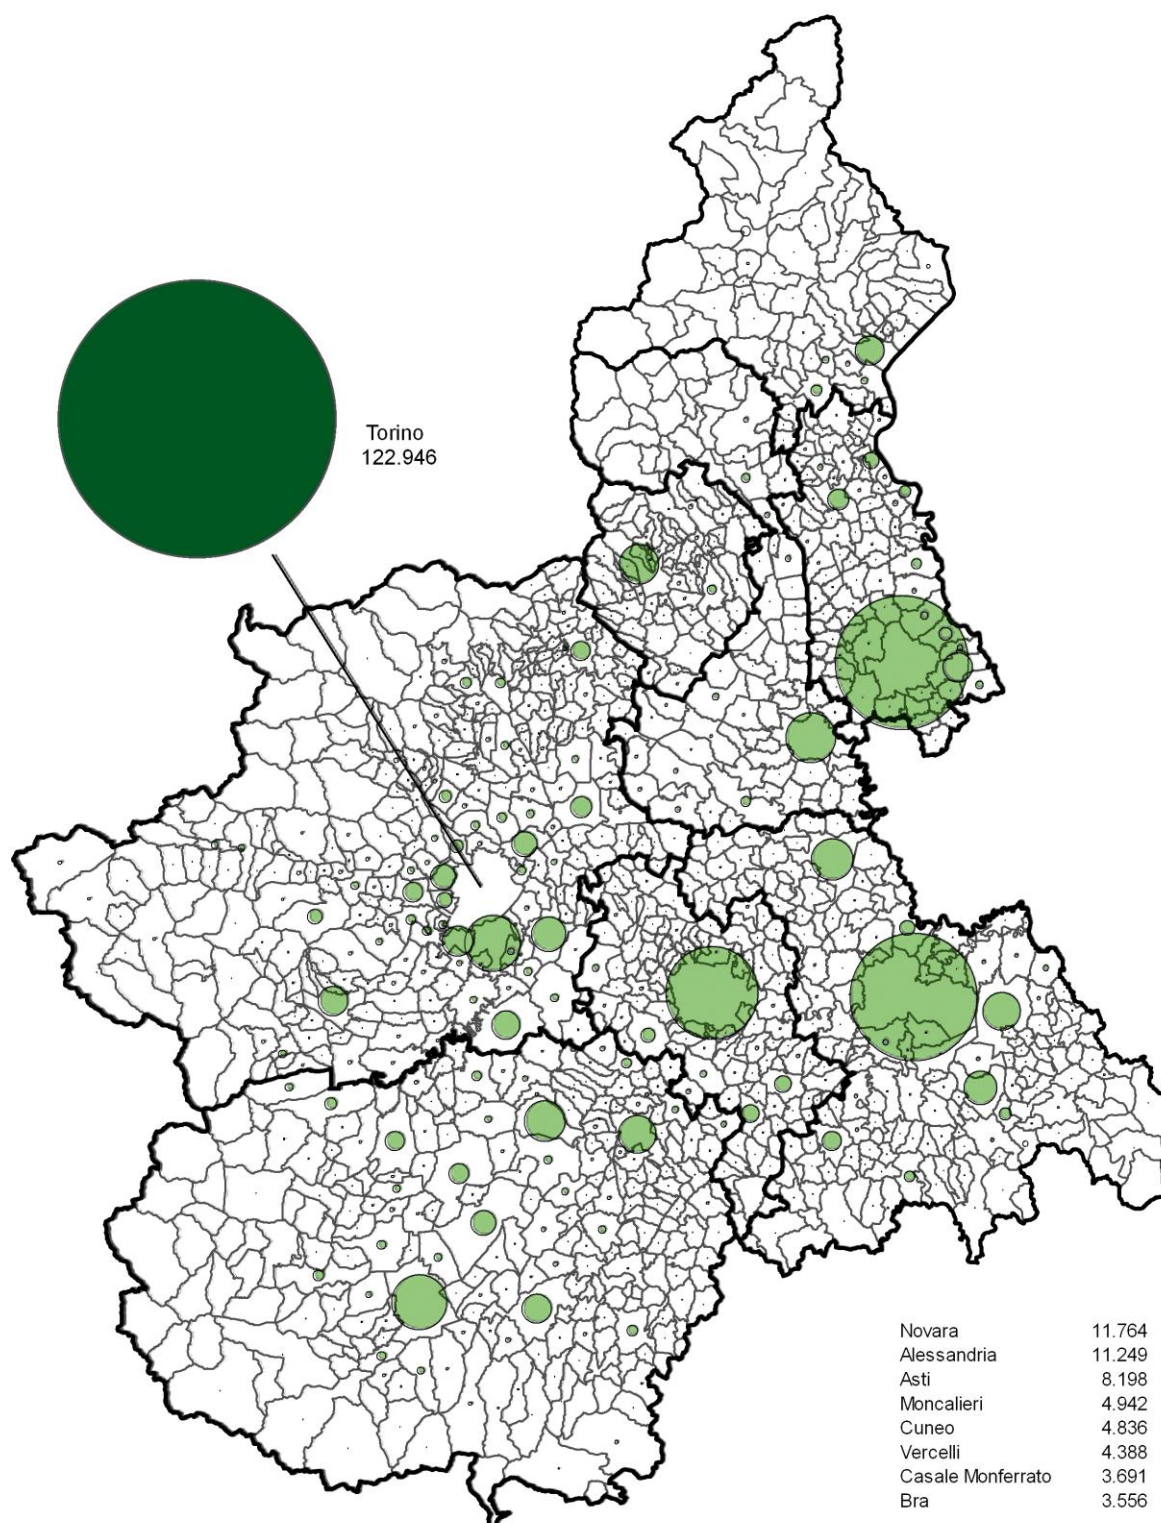 Torino
122.946
Novara 11.764
Alessandria 11.249
Asti 8.198
Moncalieri 4.942
Cuneo 4.836
Vercelli 4.388
Casale Monferrato 3.691
Bra 3.556